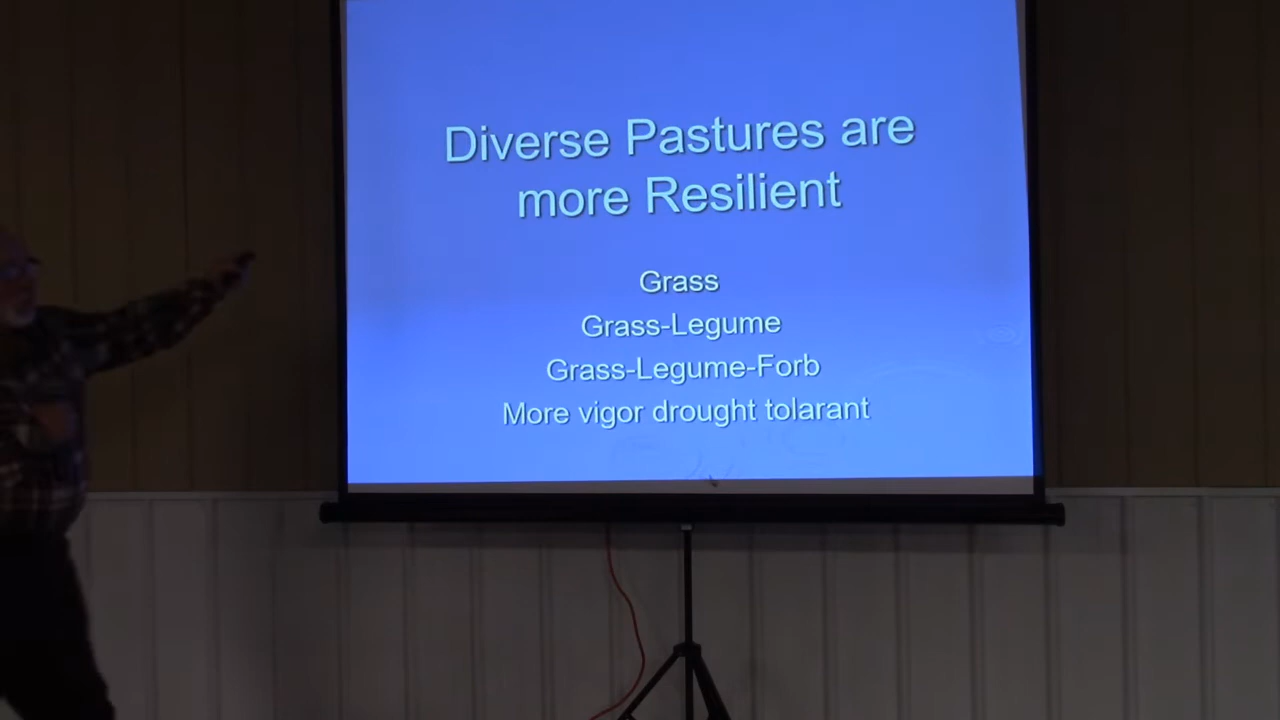 Diverse Pastures are
more Resilient
Grass
Grass-Legume
Grass-Legume-Forb
More vigor drought tolarant